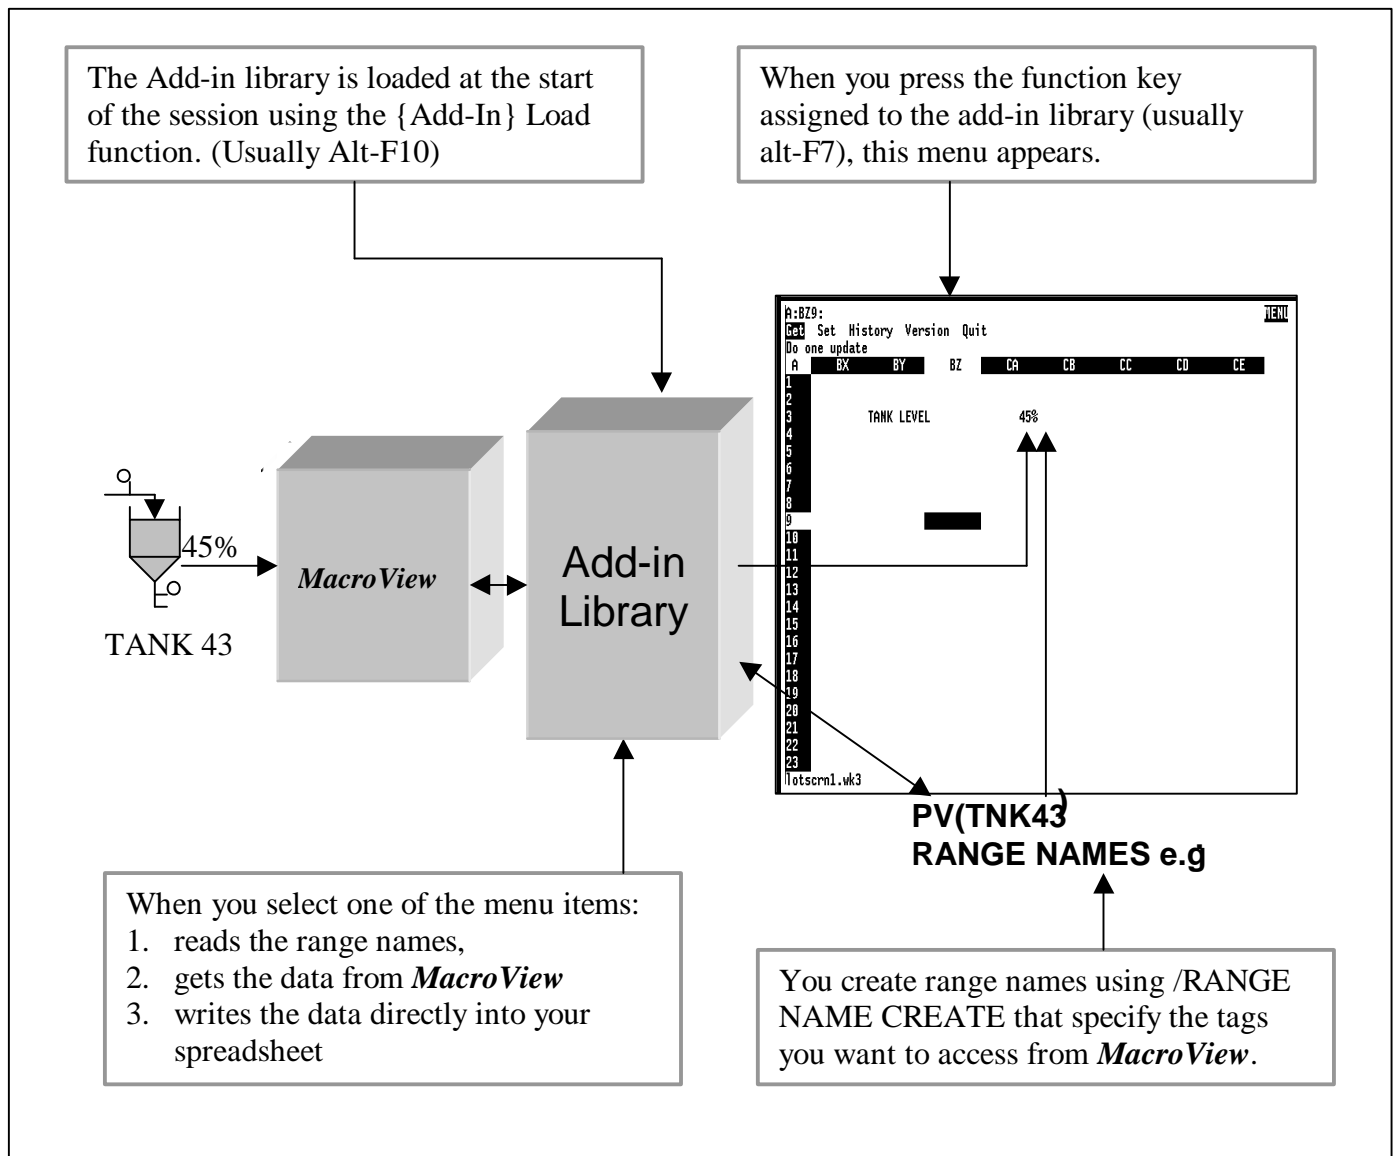 The Add-in library is loaded at the start
of the session using the {Add-In} Load
function. (Usually Alt-F10)
When you press the function key
assigned to the add-in library (usually
alt-F7), this menu appears.
A:BZ9:
MENU
Get Set History Version Quit
Do one update
A BX BY BZ CA CB CC CD CE
1
2
3 TANK LEVEL 45%
4
5
6
7
8
9
10
11
12
13
14
15
16
17
18
19
20
21
22
23
lotscrn1.wk3
45%
MacroView
Add-in
Library
TANK 43
PV(TNK43)
RANGE NAMES e.g
When you select one of the menu items:
1. reads the range names,
2. gets the data from MacroView
3. writes the data directly into your
spreadsheet
You create range names using /RANGE
NAME CREATE that specify the tags
you want to access from MacroView.